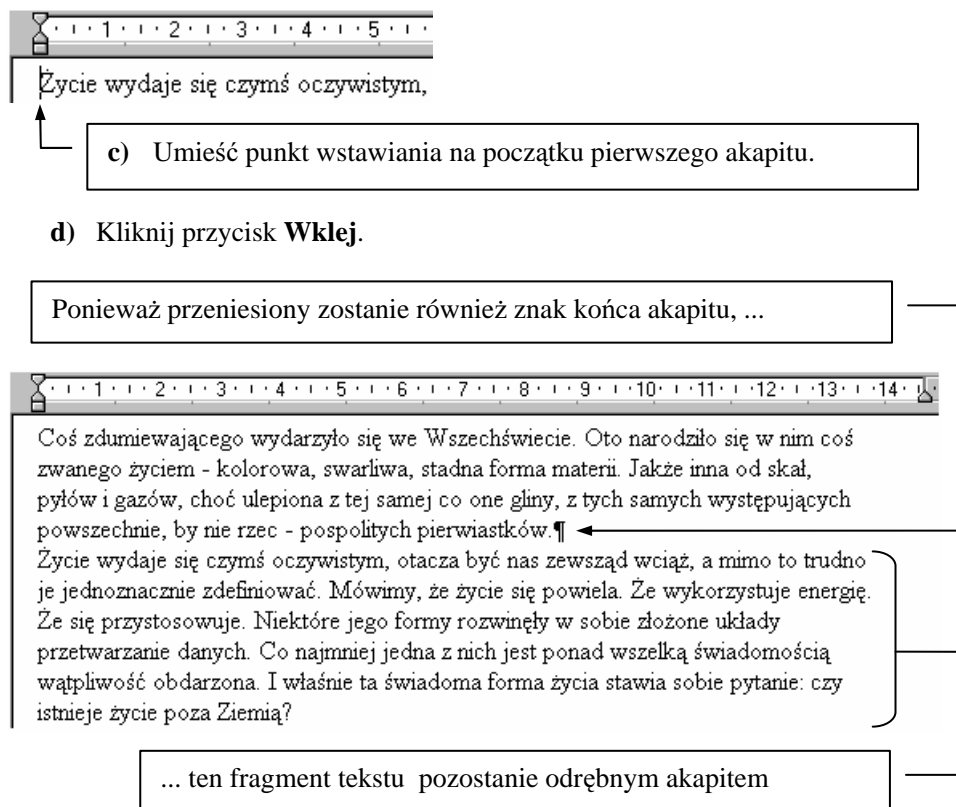 1 2 3 4 5
Życie wydaje się czymś oczywistym,
c) Umieść punkt wstawiania na początku pierwszego akapitu.
d) Kliknij przycisk Wklej.
Ponieważ przeniesiony zostanie również znak końca akapitu, ...
1 2 3 4 5 6 7 8 9 10 11 12 13 14
Coś zdumiewającego wydarzyło się we Wszechświecie. Oto narodziło się w nim coś
zwanego życiem - kolorowa, swarliwa, stadna forma materii. Jakże inna od skał,
pyłów i gazów, choć ulepiona z tej samej co one gliny, z tych samych występujących
powszechnie, by nie rzec - pospolitych pierwiastków.¶
Życie wydaje się czymś oczywistym, otacza być nas zewsząd wciąż, a mimo to trudno
je jednoznacznie zdefiniować. Mówimy, że życie się powiela. Że wykorzystuje energię.
Że się przystosowuje. Niektóre jego formy rozwinęły w sobie złożone układy
przetwarzanie danych. Co najmniej jedna z nich jest ponad wszelką świadomością
wątpliwość obdarzona. I właśnie ta świadoma forma życia stawia sobie pytanie: czy
istnieje życie poza Ziemią?
... ten fragment tekstu pozostanie odrębnym akapitem